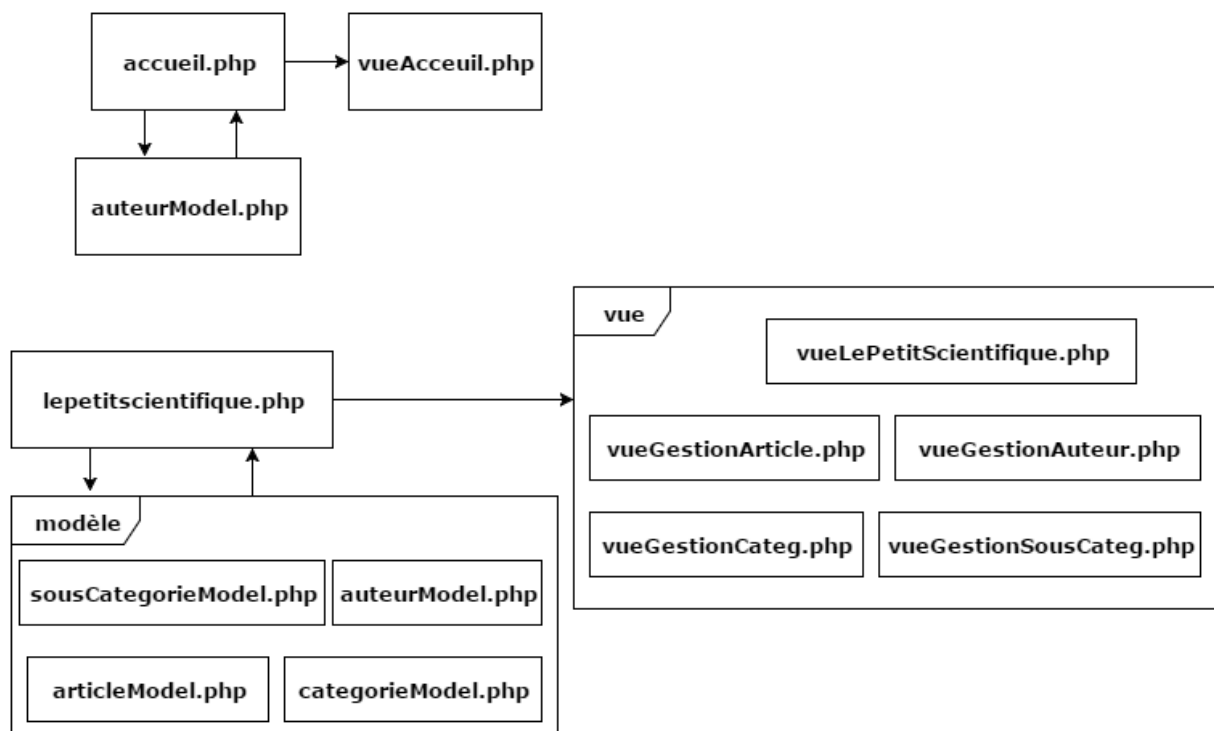 accueil.php
vueAcceuil.php
auteurModel.php
vue
vueLePetitScientifique.php
lepetitscientifique.php
vueGestionArticle.php
vueGestionAuteur.php
modèle
vueGestionCateg.php
vueGestionSousCateg.php
sousCategorieModel.php
auteurModel.php
articleModel.php
categorieModel.php